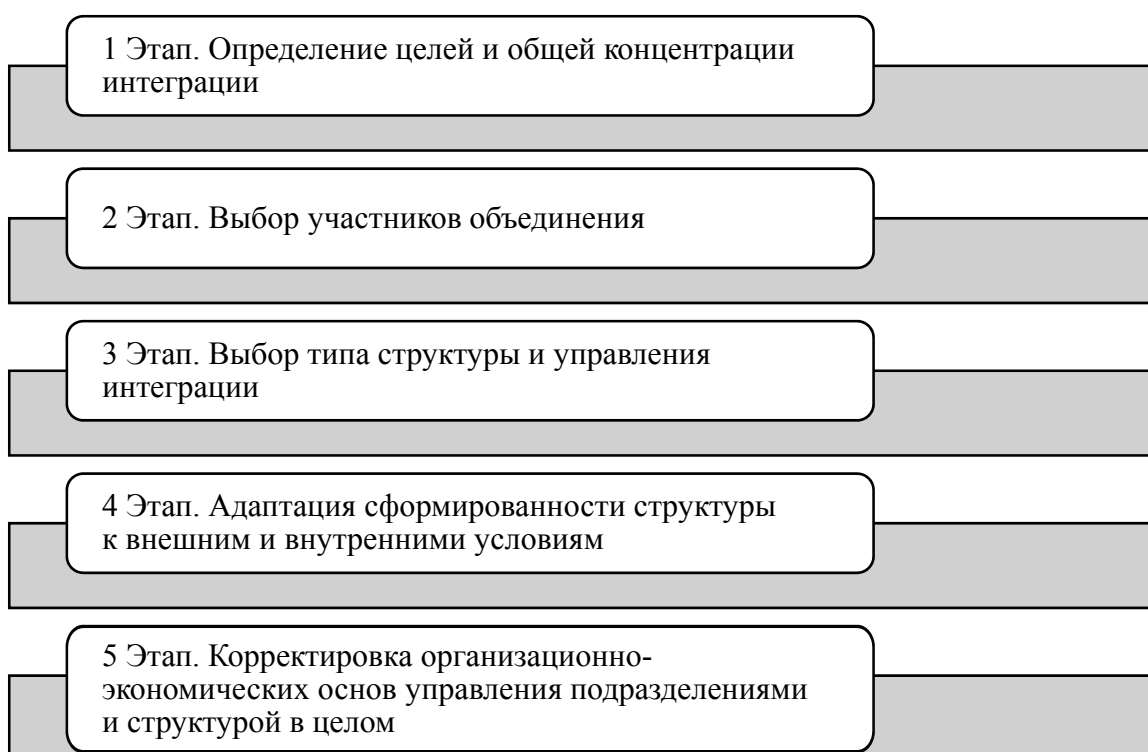 1 Этап. Определение целей и общей концентрации
интеграции
2 Этап. Выбор участников объединения
3 Этап. Выбор типа структуры и управления
интеграции
4 Этап. Адаптация сформированности структуры
к внешним и внутренними условиям
5 Этап. Корректировка организационно-
экономических основ управления подразделениями
и структурой в целом